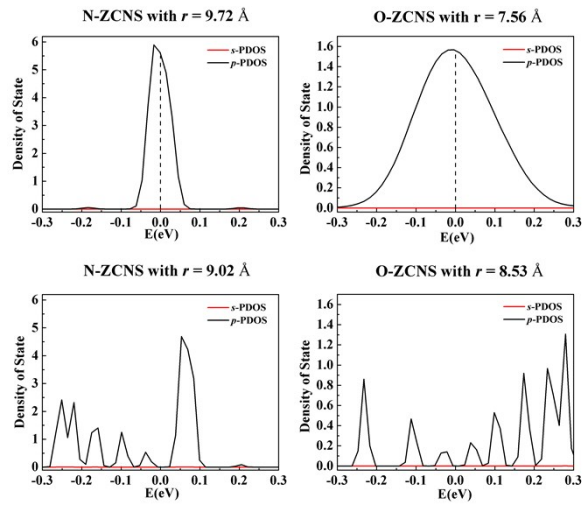 N-ZCNS with r = 9.72 Å
O-ZCNS with r = 7.56 Å
s-PDOS
p-PDOS
s-PDOS
p-PDOS
Density of State
6
5
4
3
2
1
0
-0.3 -0.2 -0.1 0.0 0.1 0.2 0.3
E(eV)
Density of State
1.6
1.4
1.2
1.0
0.8
0.6
0.4
0.2
0.0
-0.3 -0.2 -0.1 0.0 0.1 0.2 0.3
E(eV)
N-ZCNS with r = 9.02 Å
O-ZCNS with r = 8.53 Å
s-PDOS
p-PDOS
s-PDOS
p-PDOS
Density of State
6
5
4
3
2
1
0
-0.3 -0.2 -0.1 0.0 0.1 0.2 0.3
E(eV)
Density of State
1.6
1.4
1.2
1.0
0.8
0.6
0.4
0.2
0.0
-0.3 -0.2 -0.1 0.0 0.1 0.2 0.3
E(eV)